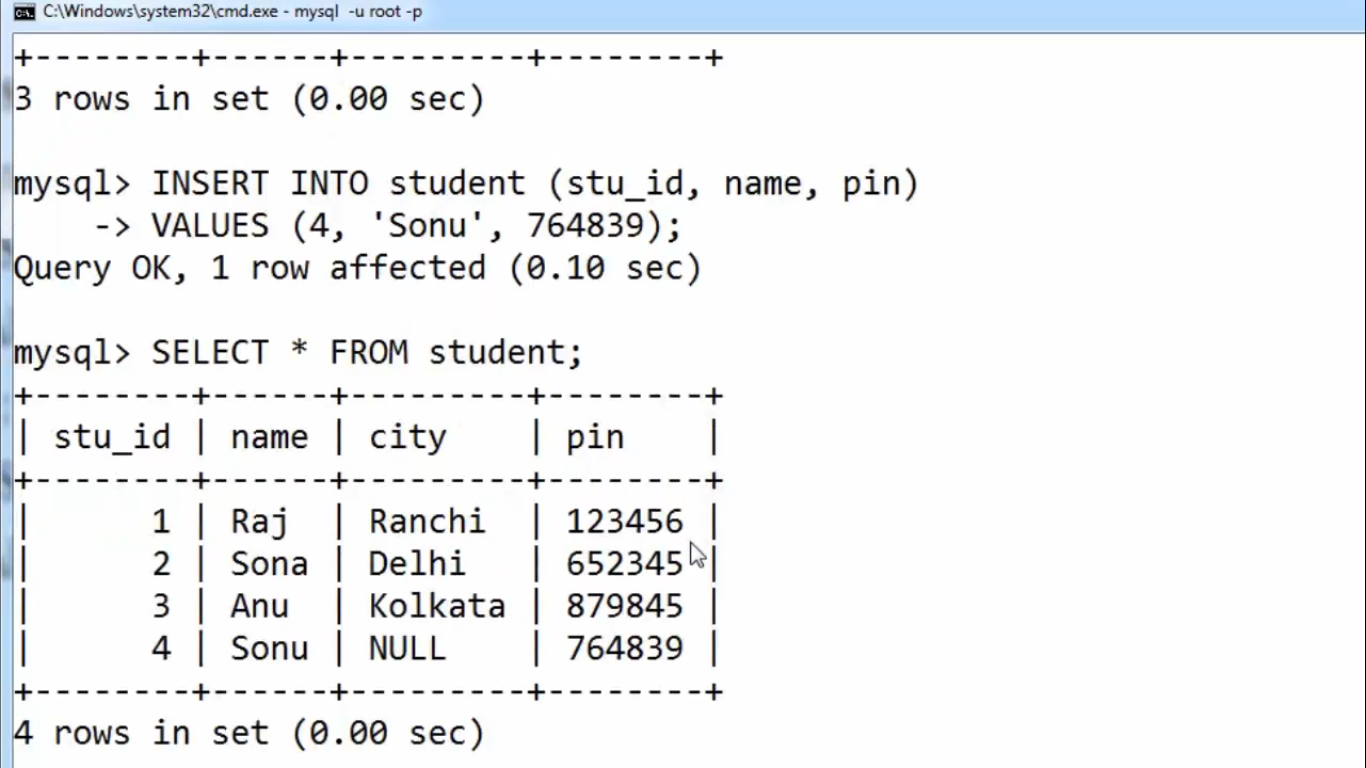 C:\Windows\system32\cmd.exe - mysql -u root -p
+--------+------+---------+--------+
3 rows in set (0.00 sec)
mysql> INSERT INTO student (stu_id, name, pin)
    -> VALUES (4, 'Sonu', 764839);
Query OK, 1 row affected (0.10 sec)
mysql> SELECT * FROM student;
+--------+------+---------+--------+
| stu_id | name | city    | pin    |
+--------+------+---------+--------+
|      1 | Raj  | Ranchi  | 123456 |
|      2 | Sona | Delhi   | 652345 |
|      3 | Anu  | Kolkata | 879845 |
|      4 | Sonu | NULL    | 764839 |
+--------+------+---------+--------+
4 rows in set (0.00 sec)